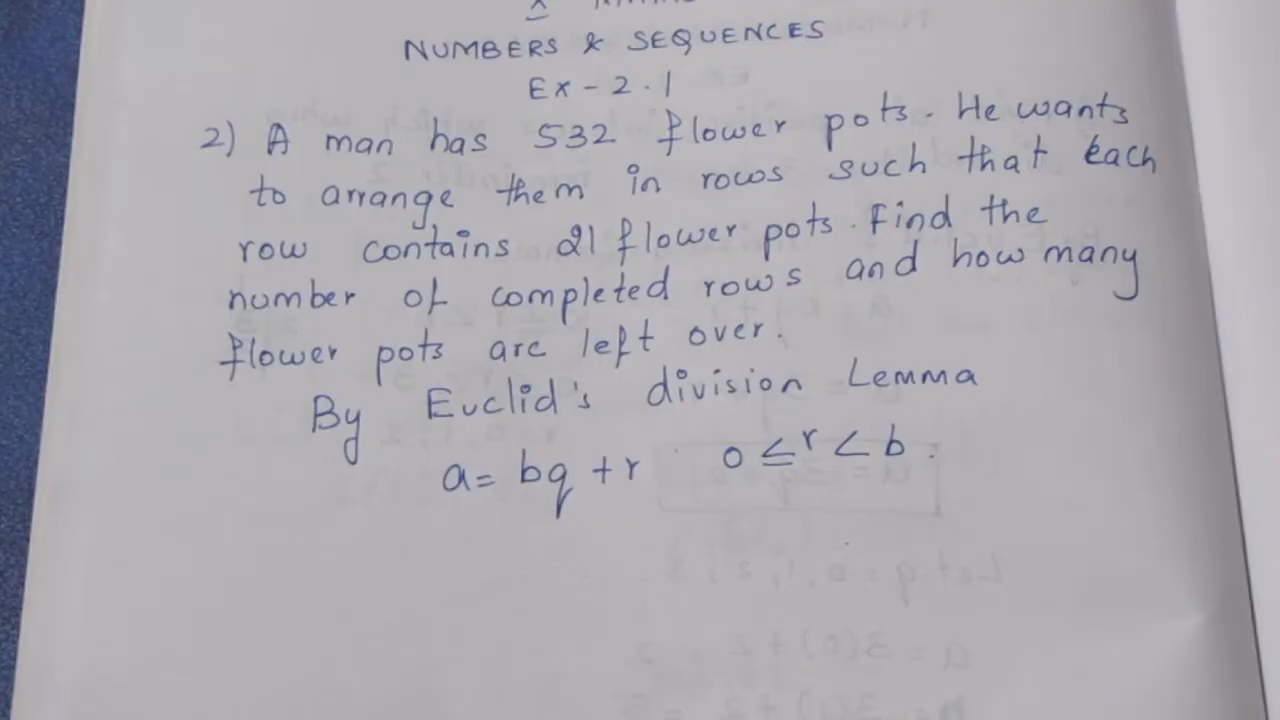 NUMBERS & SEQUENCES
Ex - 2.1
2) A man has 532 flower pots. He wants
to arrange them in rows such that each
row contains 21 flower pots. Find the
number of completed rows and how many
flower pots are left over.
By Euclid's division Lemma
a = bq + r 0 ≤ r < b.